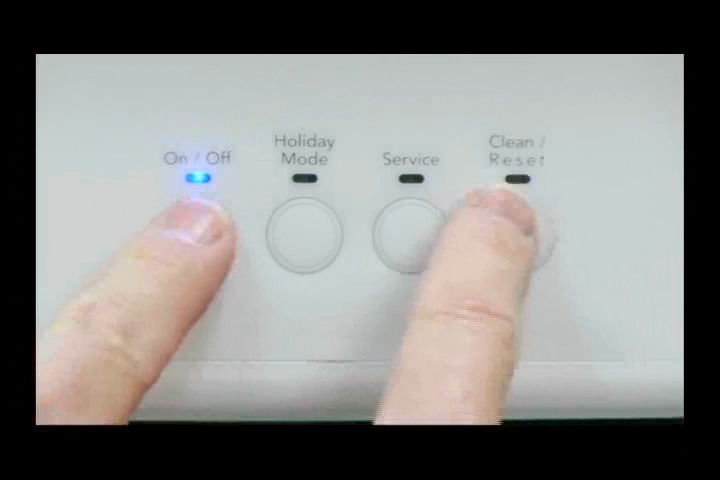 On / Off
Holiday
Mode
Service
Clean /
Reset